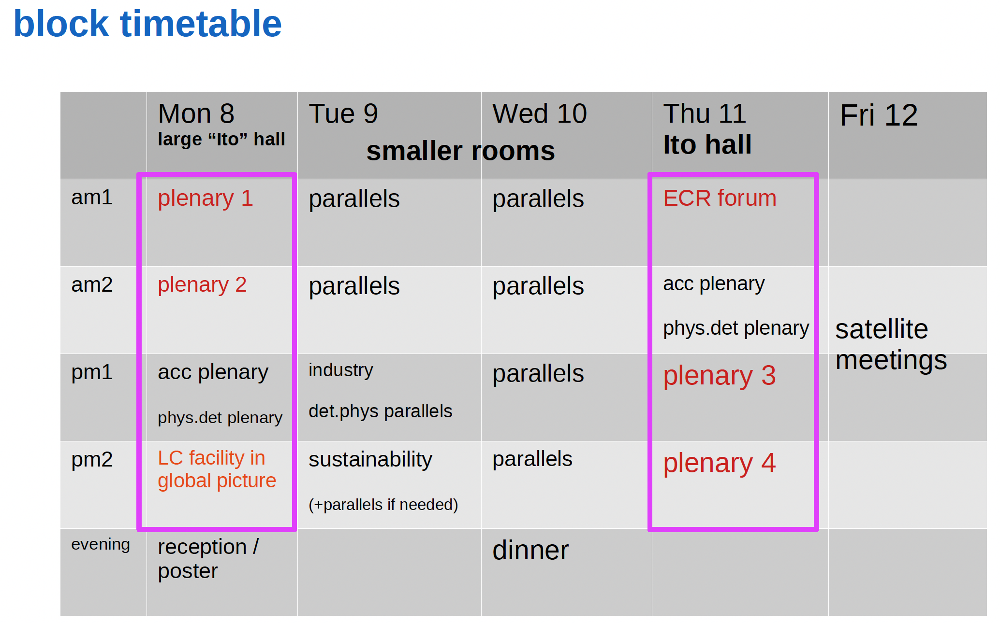 block timetable
Mon 8
large “Ito” hall
Tue 9
Wed 10
smaller rooms
Thu 11
Ito hall
Fri 12
am1
plenary 1
parallels
parallels
ECR forum
am2
plenary 2
parallels
parallels
acc plenary
phys.det plenary
satellite
meetings
pm1
acc plenary
phys.det plenary
industry
det.phys parallels
parallels
plenary 3
pm2
LC facility in
global picture
sustainability
(+parallels if needed)
parallels
plenary 4
evening
reception /
poster
dinner